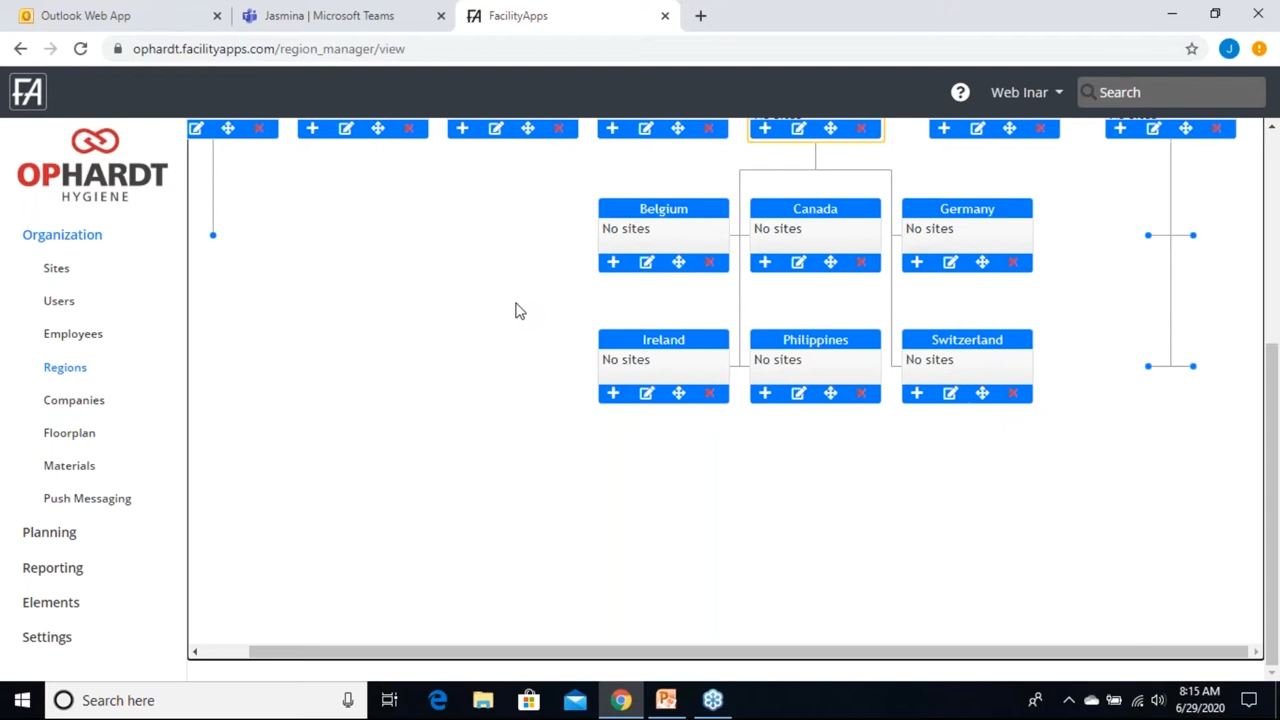 Outlook Web App
Jasmina | Microsoft Teams
FacilityApps
ophardt.facilityapps.com/region_manager/view
J
FA
Web Inar
Search
OPHARDT
HYGIENE
Organization
Sites
Users
Employees
Regions
Companies
Floorplan
Materials
Push Messaging
Planning
Reporting
Elements
Settings
Belgium
Canada
Germany
No sites
No sites
No sites
Ireland
Philippines
Switzerland
No sites
No sites
No sites
Search here
8:15 AM
6/29/2020